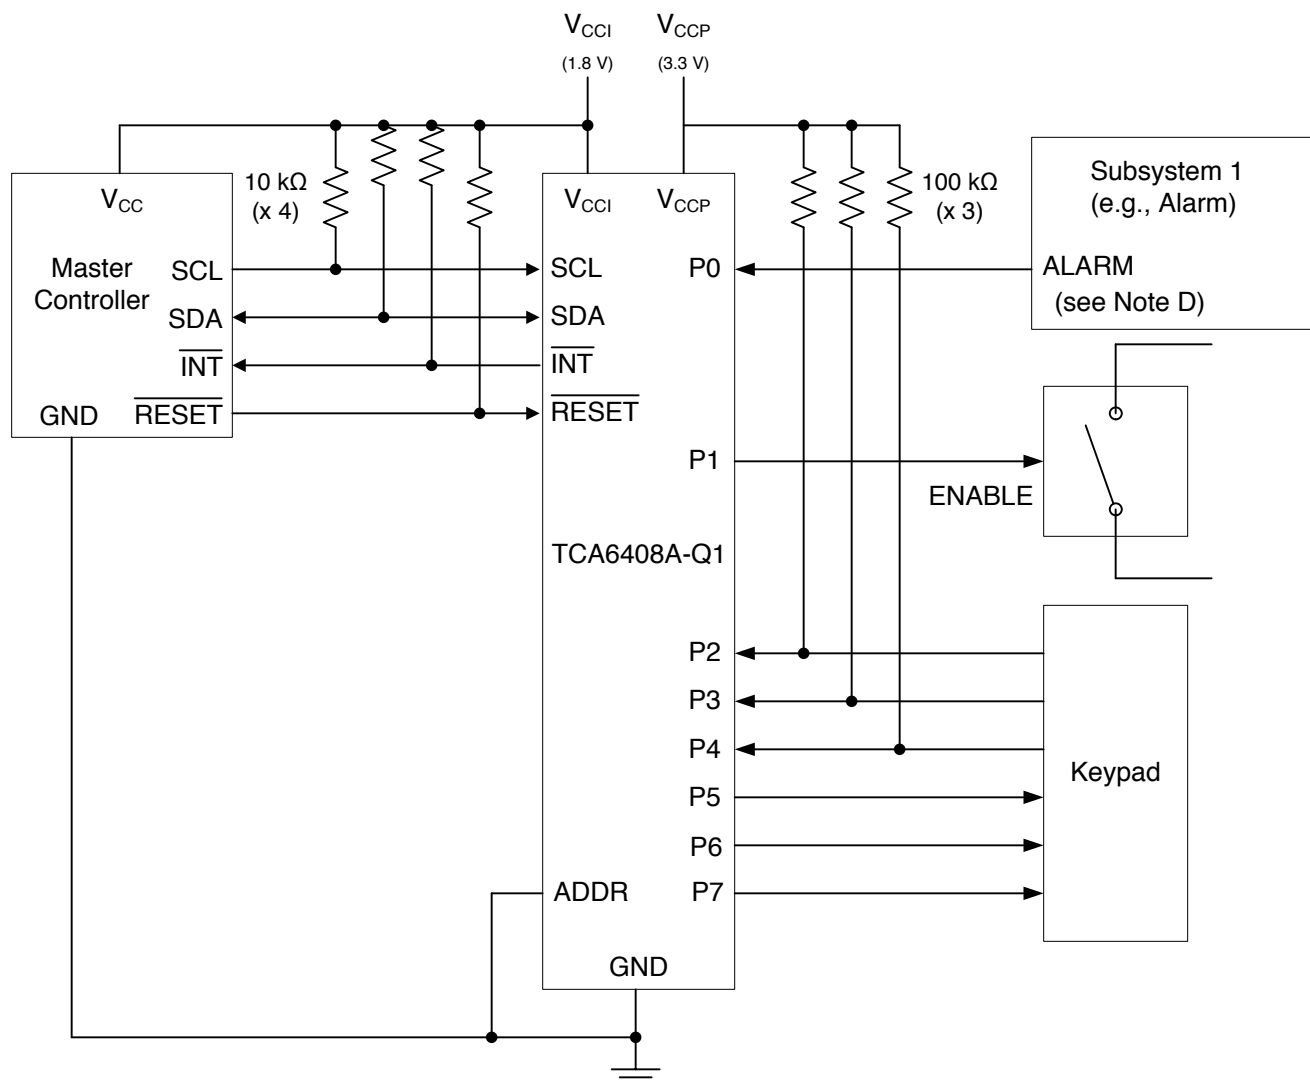 VCCI
(1.8 V)
VCCP
(3.3 V)
10 kΩ
(x 4)
100 kΩ
(x 3)
VCC
Master
Controller
SCL
SDA
INT
RESET
GND
VCCI
VCCP
SCL
SDA
INT
RESET
P0
P1
TCA6408A-Q1
P2
P3
P4
P5
P6
P7
ADDR
GND
Subsystem 1
(e.g., Alarm)
ALARM
(see Note D)
ENABLE
Keypad